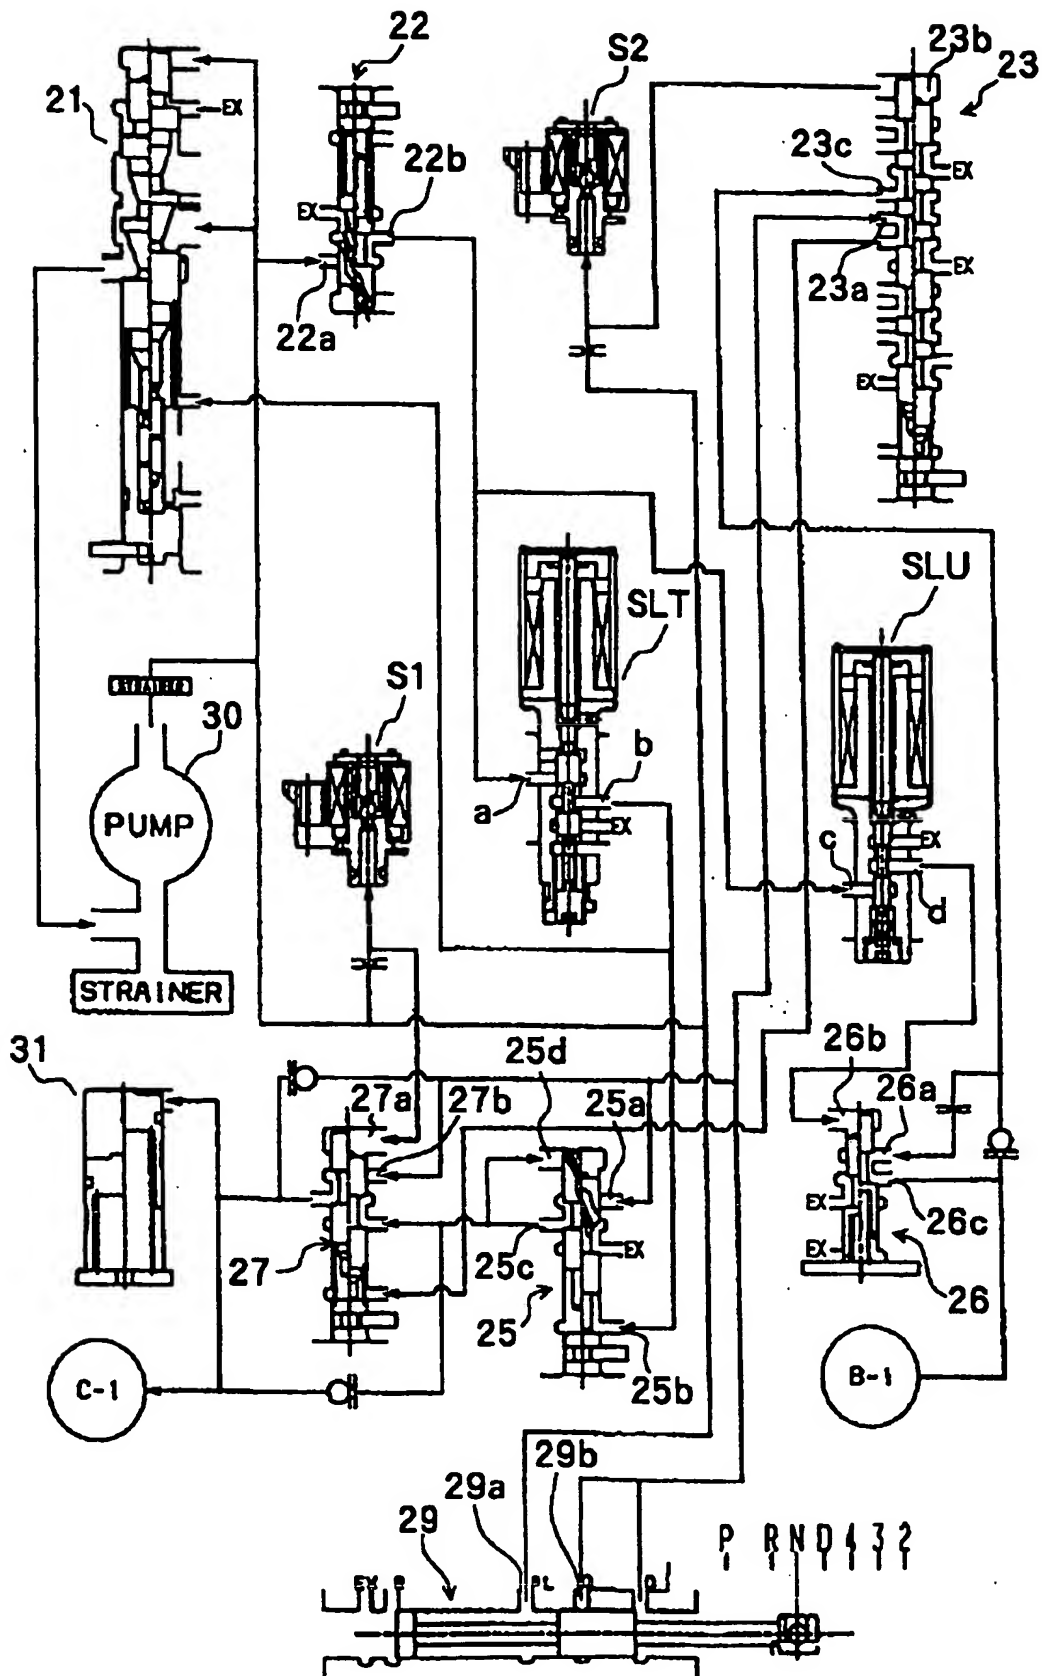 22
S2
23b
23
21
EX
22b
23c
EX
EX
22a
23a
EX
EX
SLU
SLT
S1
30
b
PUMP
a
EX
EX
c
d
STRAINER
31
25d
26b
27a
27b
25a
26a
EX
26c
27
25c
EX
EX
25
26
25b
C-1
B-1
29b
29a
29
P R N D 4 3 2
EX